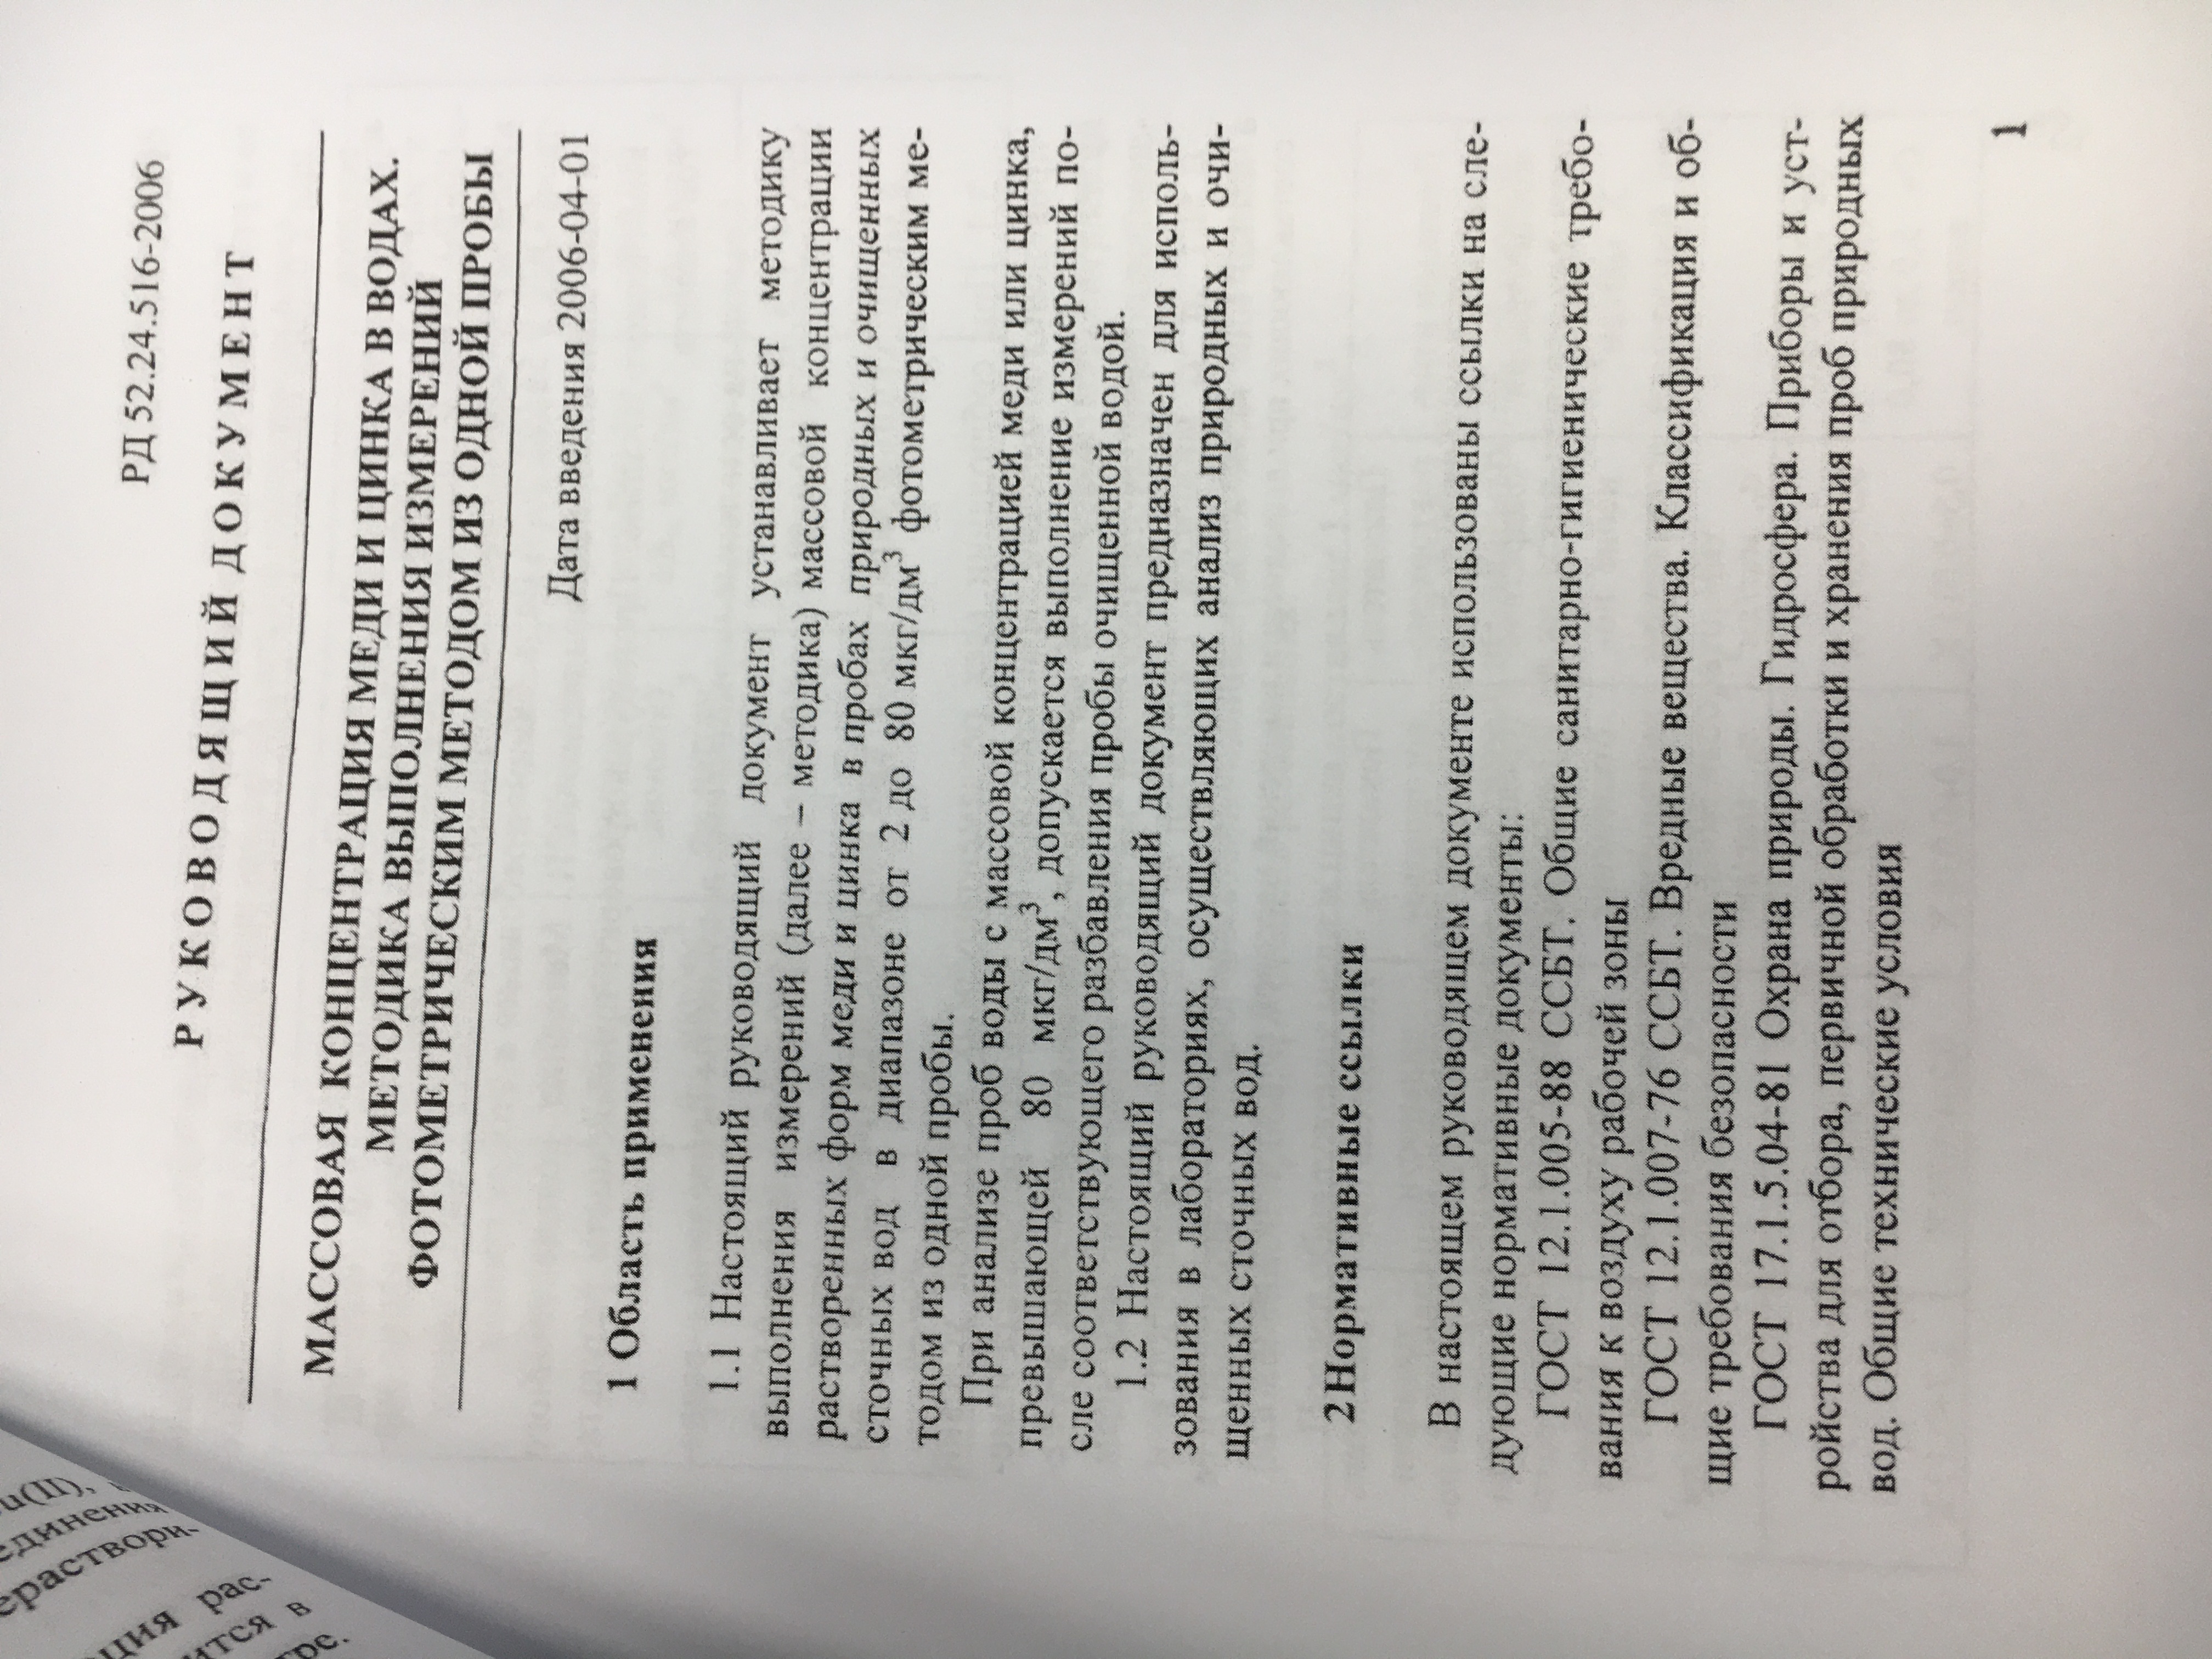 РД 52.24.516-2006
РУКОВОДЯЩИЙ ДОКУМЕНТ
МАССОВАЯ КОНЦЕНТРАЦИЯ МЕДИ И ЦИНКА В ВОДАХ.
МЕТОДИКА ВЫПОЛНЕНИЯ ИЗМЕРЕНИЙ
ФОТОМЕТРИЧЕСКИМ МЕТОДОМ ИЗ ОДНОЙ ПРОБЫ
Дата введения 2006-04-01
1 Область применения
1.1 Настоящий руководящий документ устанавливает методику
выполнения измерений (далее – методика) массовой концентрации
растворенных форм меди и цинка в пробах природных и очищенных
сточных вод в диапазоне от 2 до 80 мкг/дм³ фотометрическим ме-
тодом из одной пробы.
При анализе проб воды с массовой концентрацией меди или цинка,
превышающей 80 мкг/дм³, допускается выполнение измерений по-
сле соответствующего разбавления пробы очищенной водой.
1.2 Настоящий руководящий документ предназначен для исполь-
зования в лабораториях, осуществляющих анализ природных и очи-
щенных сточных вод.
2 Нормативные ссылки
В настоящем руководящем документе использованы ссылки на сле-
дующие нормативные документы:
ГОСТ 12.1.005-88 ССБТ. Общие санитарно-гигиенические требо-
вания к воздуху рабочей зоны
ГОСТ 12.1.007-76 ССБТ. Вредные вещества. Классификация и об-
щие требования безопасности
ГОСТ 17.1.5.04-81 Охрана природы. Гидросфера. Приборы и уст-
ройства для отбора, первичной обработки и хранения проб природных
вод. Общие технические условия
1